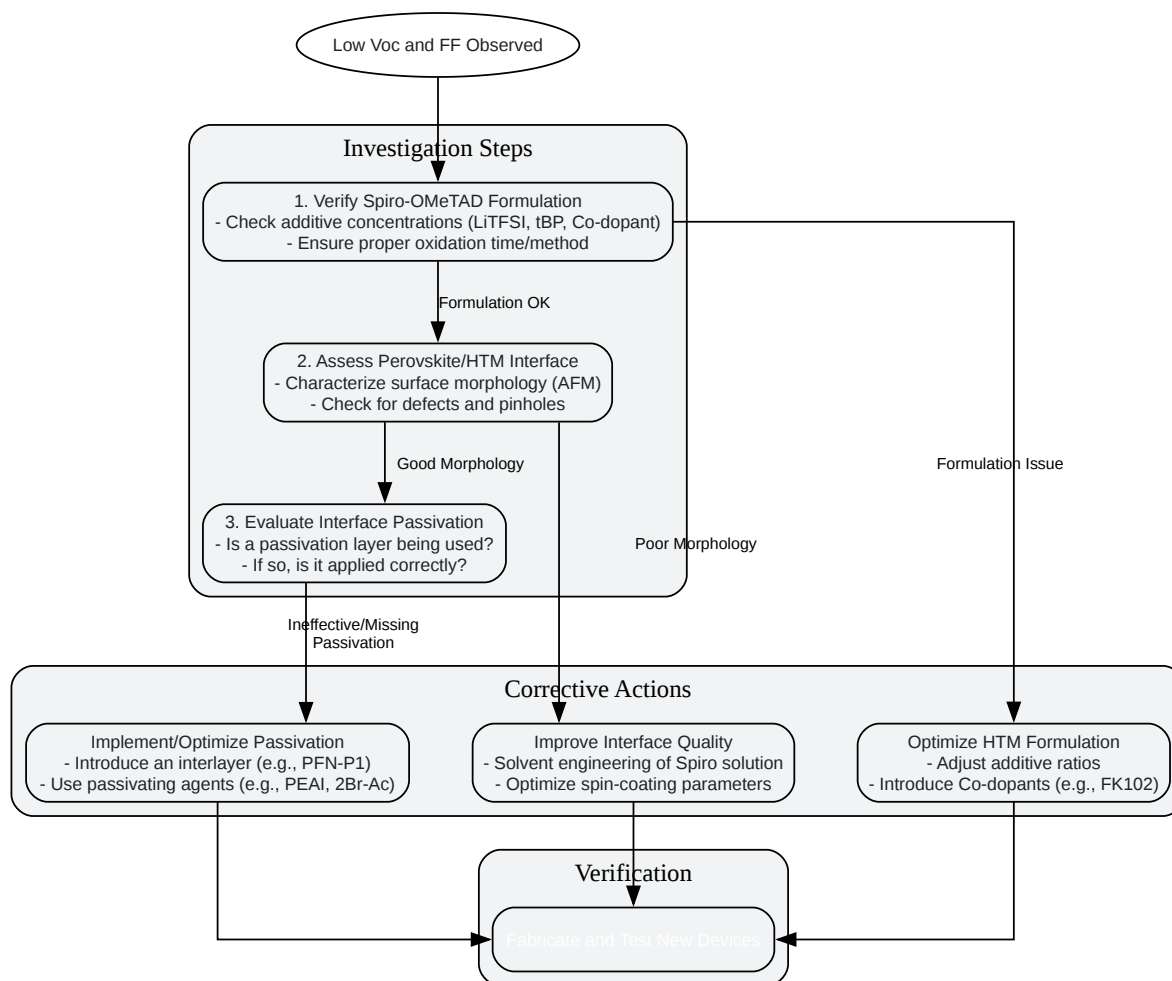 Low Voc and FF Observed
Investigation Steps
1. Verify Spiro-OMeTAD Formulation
- Check additive concentrations (LiTFSI, tBP, Co-dopant)
- Ensure proper oxidation time/method
Formulation OK
2. Assess Perovskite/HTM Interface
- Characterize surface morphology (AFM)
- Check for defects and pinholes
Good Morphology
Formulation Issue
3. Evaluate Interface Passivation
- Is a passivation layer being used?
- If so, is it applied correctly?
Poor Morphology
Ineffective/Missing
Passivation
Corrective Actions
Implement/Optimize Passivation
- Introduce an interlayer (e.g., PFN-P1)
- Use passivating agents (e.g., PEAI, 2Br-Ac)
Improve Interface Quality
- Solvent engineering of Spiro solution
- Optimize spin-coating parameters
Optimize HTM Formulation
- Adjust additive ratios
- Introduce Co-dopants (e.g., FK102)
Verification
Fabricate and Test New Devices